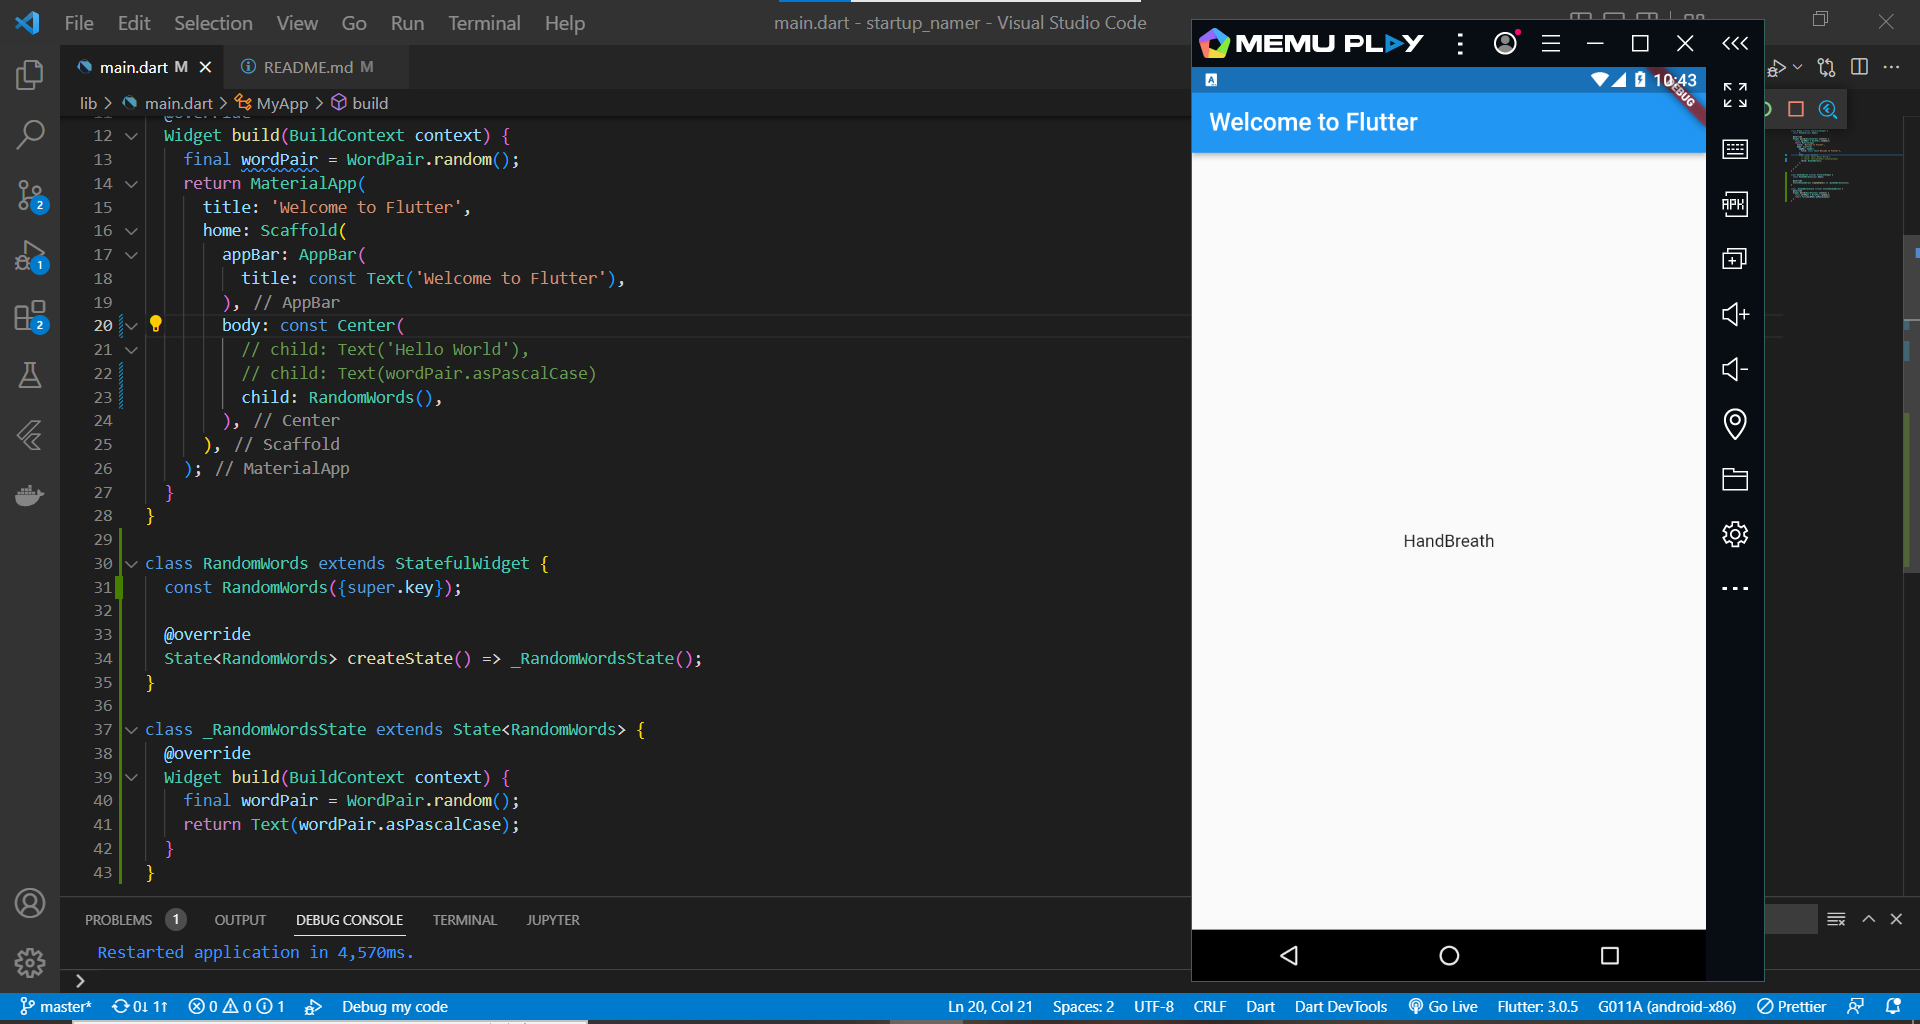 File Edit Selection View Go Run Terminal Help
main.dart - startup_namer - Visual Studio Code
main.dart M
README.md M
lib > main.dart > MyApp > build
12 Widget build(BuildContext context) {
13 final wordPair = WordPair.random();
14 return MaterialApp(
15 title: 'Welcome to Flutter',
16 home: Scaffold(
17 appBar: AppBar(
18 title: const Text('Welcome to Flutter'),
19 ), // AppBar
20 body: const Center(
21 // child: Text('Hello World'),
22 // child: Text(wordPair.asPascalCase)
23 child: RandomWords(),
24 ), // Center
25 ), // Scaffold
26 ); // MaterialApp
27 }
28 }
29
30 class RandomWords extends StatefulWidget {
31 const RandomWords({super.key});
32
33 @override
34 State<RandomWords> createState() => _RandomWordsState();
35 }
36
37 class _RandomWordsState extends State<RandomWords> {
38 @override
39 Widget build(BuildContext context) {
40 final wordPair = WordPair.random();
41 return Text(wordPair.asPascalCase);
42 }
43 }
2
1
2
PROBLEMS 1 OUTPUT DEBUG CONSOLE TERMINAL JUPYTER
Restarted application in 4,570ms.
>
MEMU PLAY
10:43
DEBUG
Welcome to Flutter
HandBreath
APK
master* 0↓ 1↑ 0 0 1 Debug my code
Ln 20, Col 21 Spaces: 2 UTF-8 CRLF Dart Dart DevTools Go Live Flutter: 3.0.5 G011A (android-x86) Prettier